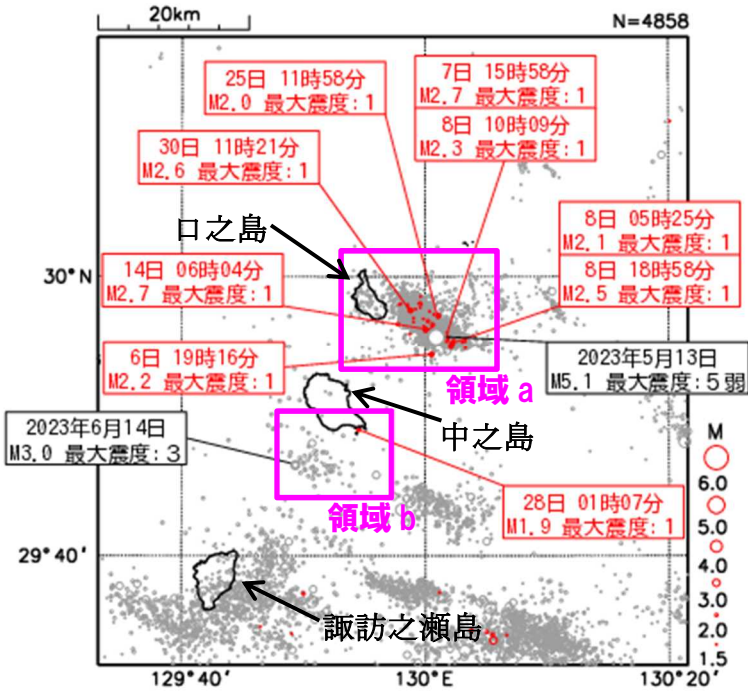 20km
N=4858
25日 11時58分
M2.0 最大震度:1
7日 15時58分
M2.7 最大震度:1
8日 10時09分
M2.3 最大震度:1
30日 11時21分
M2.6 最大震度:1
口之島
8日 05時25分
M2.1 最大震度:1
8日 18時58分
M2.5 最大震度:1
30°N
14日 06時04分
M2.7 最大震度:1
6日 19時16分
M2.2 最大震度:1
2023年5月13日
M5.1 最大震度:5弱
領域 a
2023年6月14日
M3.0 最大震度:3
中之島
領域 b
28日 01時07分
M1.9 最大震度:1
M
6.0
5.0
4.0
3.0
2.0
1.5
29°40'
諏訪之瀬島
129°40'
130°E
130°20'